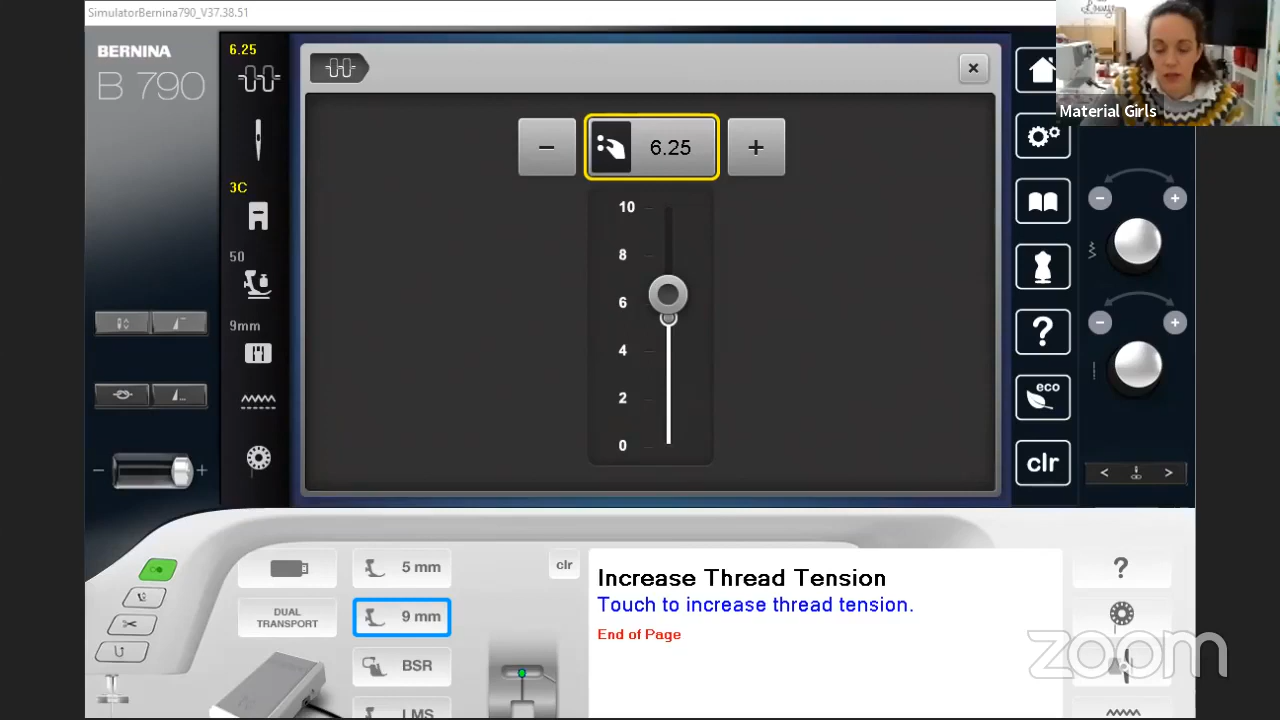 SimulatorBernina790_V37.38.51
BERNINA
B 790
6.25
3C
50
9mm
- 6.25 +
10
8
6
4
2
0
Material Girls
eco
clr
- +
- +
- +
< >
5 mm
clr
DUAL
TRANSPORT
9 mm
BSR
LMS
Increase Thread Tension
Touch to increase thread tension.
End of Page
?
?
zoom